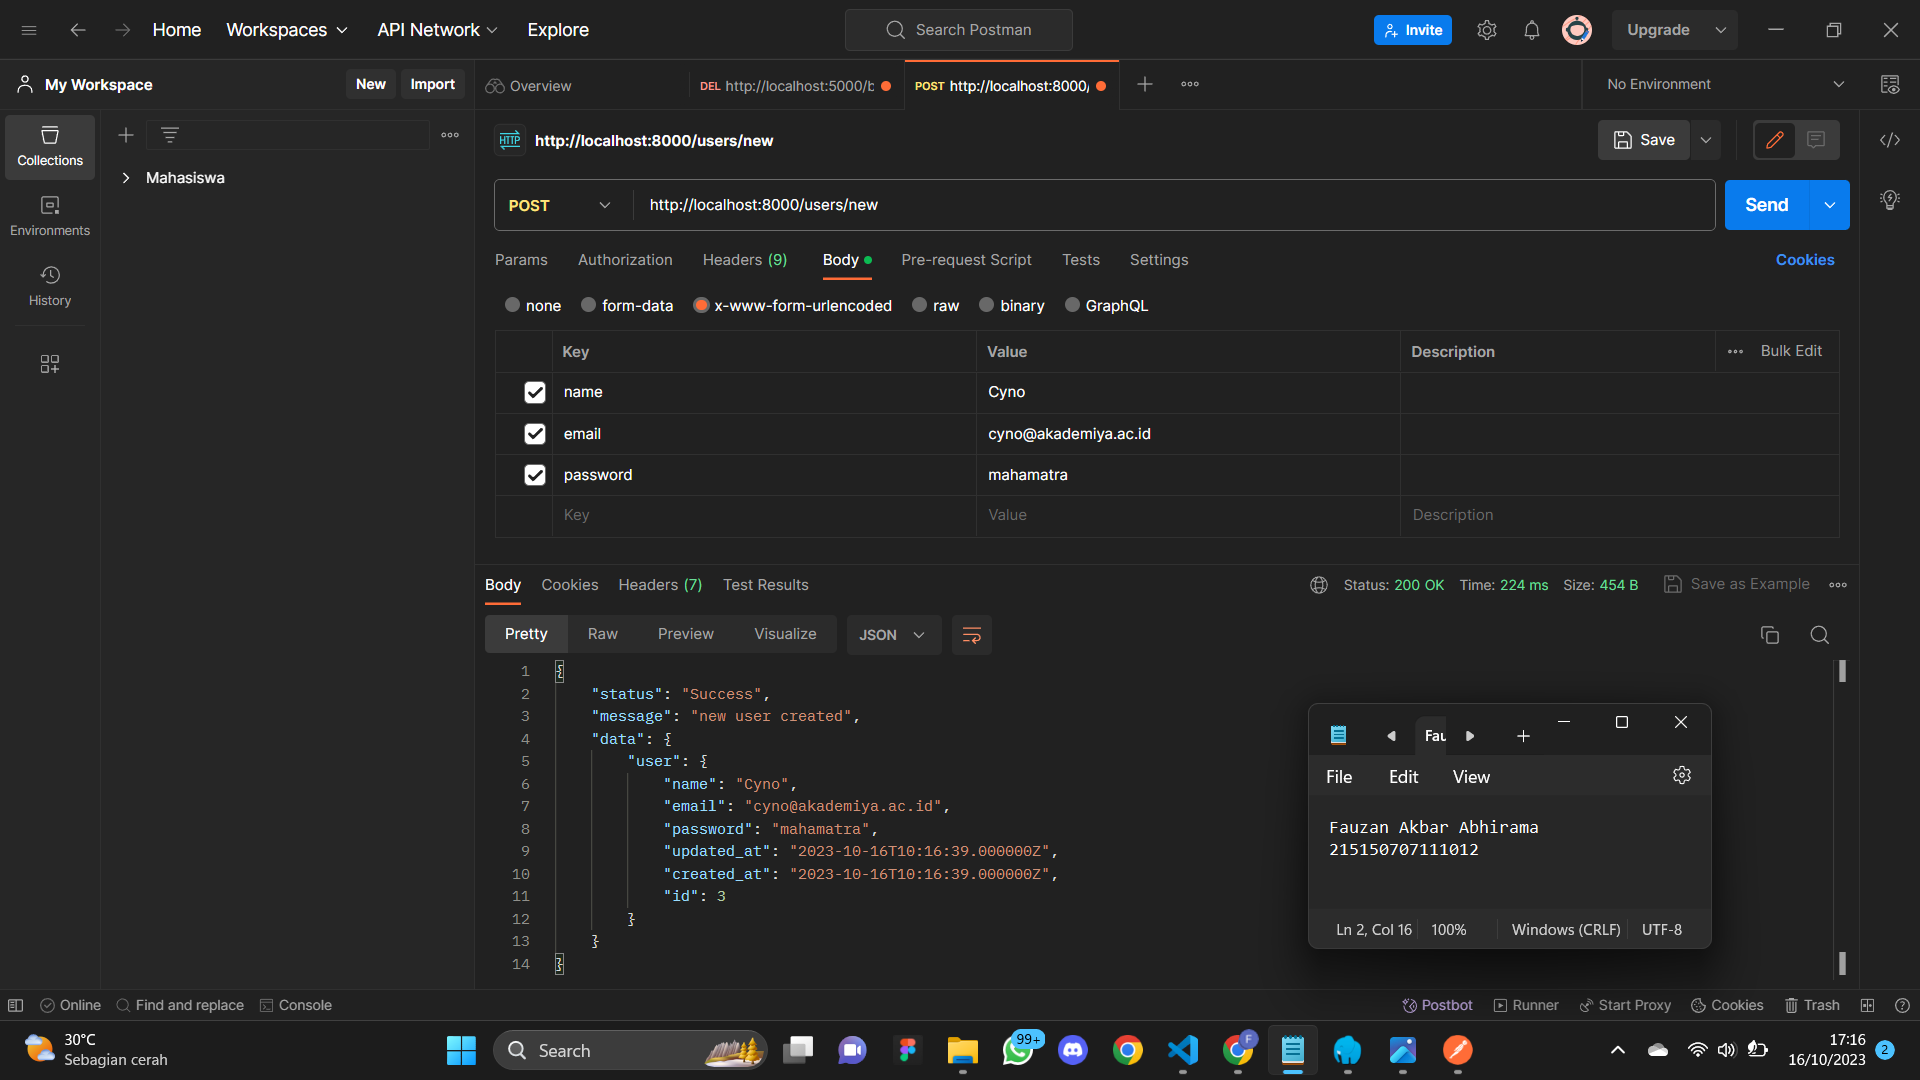 Home Workspaces API Network Explore Search Postman Invite Upgrade
My Workspace New Import Overview DEL http://localhost:5000/b POST http://localhost:8000/ No Environment
HTTP http://localhost:8000/users/new Save
Collections
Mahasiswa
Environments
History
POST http://localhost:8000/users/new Send
Params Authorization Headers (9) Body Pre-request Script Tests Settings Cookies
none form-data x-www-form-urlencoded raw binary GraphQL
Key Value Description Bulk Edit
name Cyno
email cyno@akademiya.ac.id
password mahamatra
Key Value Description
Body Cookies Headers (7) Test Results Status: 200 OK Time: 224 ms Size: 454 B Save as Example
Pretty Raw Preview Visualize JSON
1 {
2 "status": "Success",
3 "message": "new user created",
4 "data": {
5 "user": {
6 "name": "Cyno",
7 "email": "cyno@akademiya.ac.id",
8 "password": "mahamatra",
9 "updated_at": "2023-10-16T10:16:39.000000Z",
10 "created_at": "2023-10-16T10:16:39.000000Z",
11 "id": 3
12 }
13 }
14 }
Fau
File Edit View
Fauzan Akbar Abhirama
215150707111012
Ln 2, Col 16 100% Windows (CRLF) UTF-8
Online Find and replace Console Postbot Runner Start Proxy Cookies Trash
30°C
Sebagian cerah
Search
99+
F
17:16
16/10/2023
2